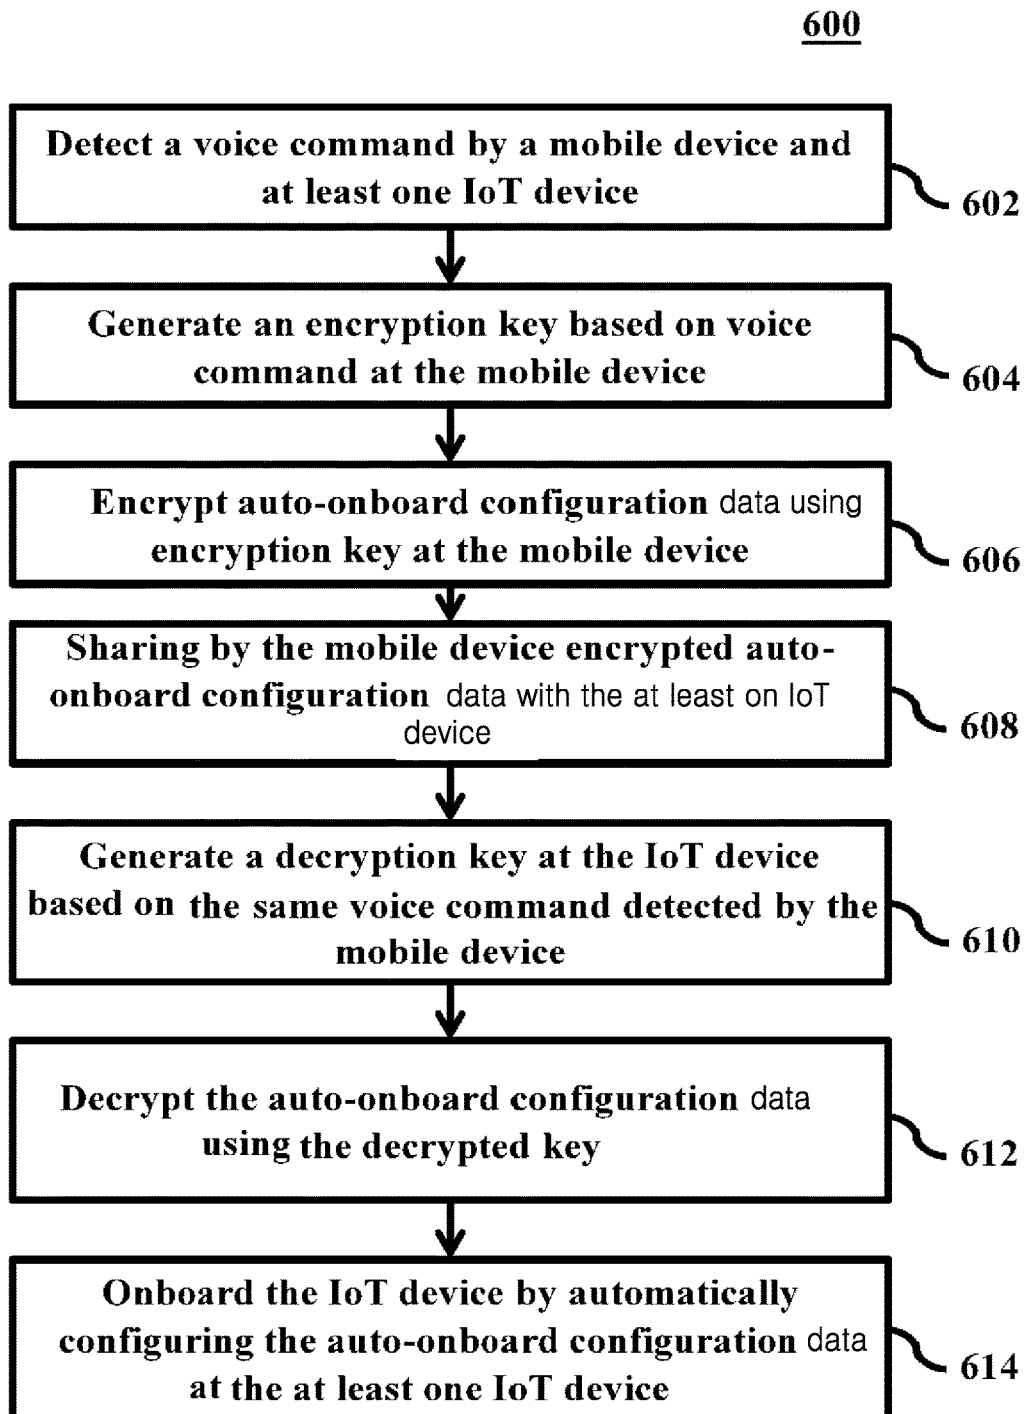 600
Detect a voice command by a mobile device and
at least one IoT device
602
Generate an encryption key based on voice
command at the mobile device
604
Encrypt auto-onboard configuration data using
encryption key at the mobile device
606
Sharing by the mobile device encrypted auto-
onboard configuration data with the at least on IoT
device
608
Generate a decryption key at the IoT device
based on the same voice command detected by the
mobile device
610
Decrypt the auto-onboard configuration data
using the decrypted key
612
Onboard the IoT device by automatically
configuring the auto-onboard configuration data
at the at least one IoT device
614